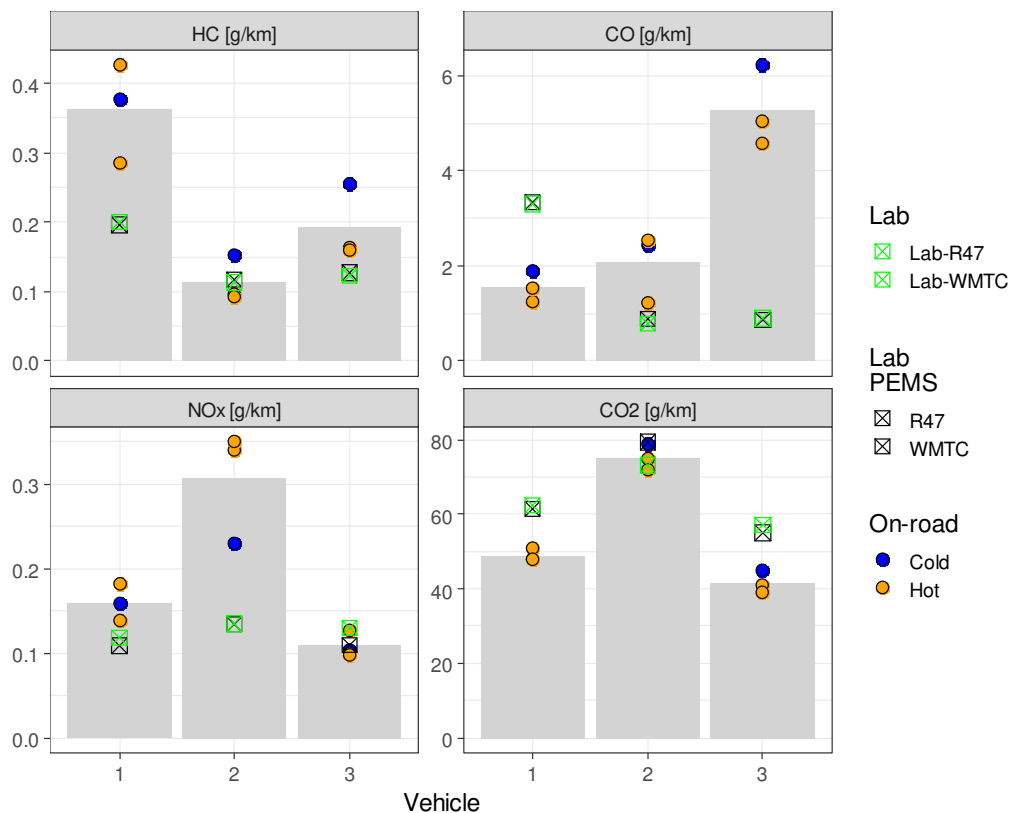 HC [g/km]
CO [g/km]
0.4
0.3
0.2
0.1
0.0
6
4
2
0
NOx [g/km]
CO2 [g/km]
0.3
0.2
0.1
0.0
80
60
40
20
0
1 2 3
1 2 3
Vehicle
Lab
Lab-R47
Lab-WMTC
Lab
PEMS
R47
WMTC
On-road
Cold
Hot